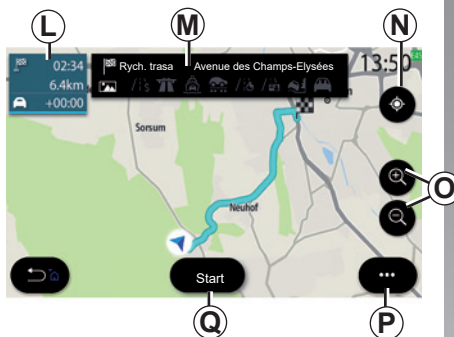 L
M
N
02:34
6.4km
+00:00
Rych. trasa Avenue des Champs-Elysées
13:50
Sorsum
Neuhof
O
Start
Q
P